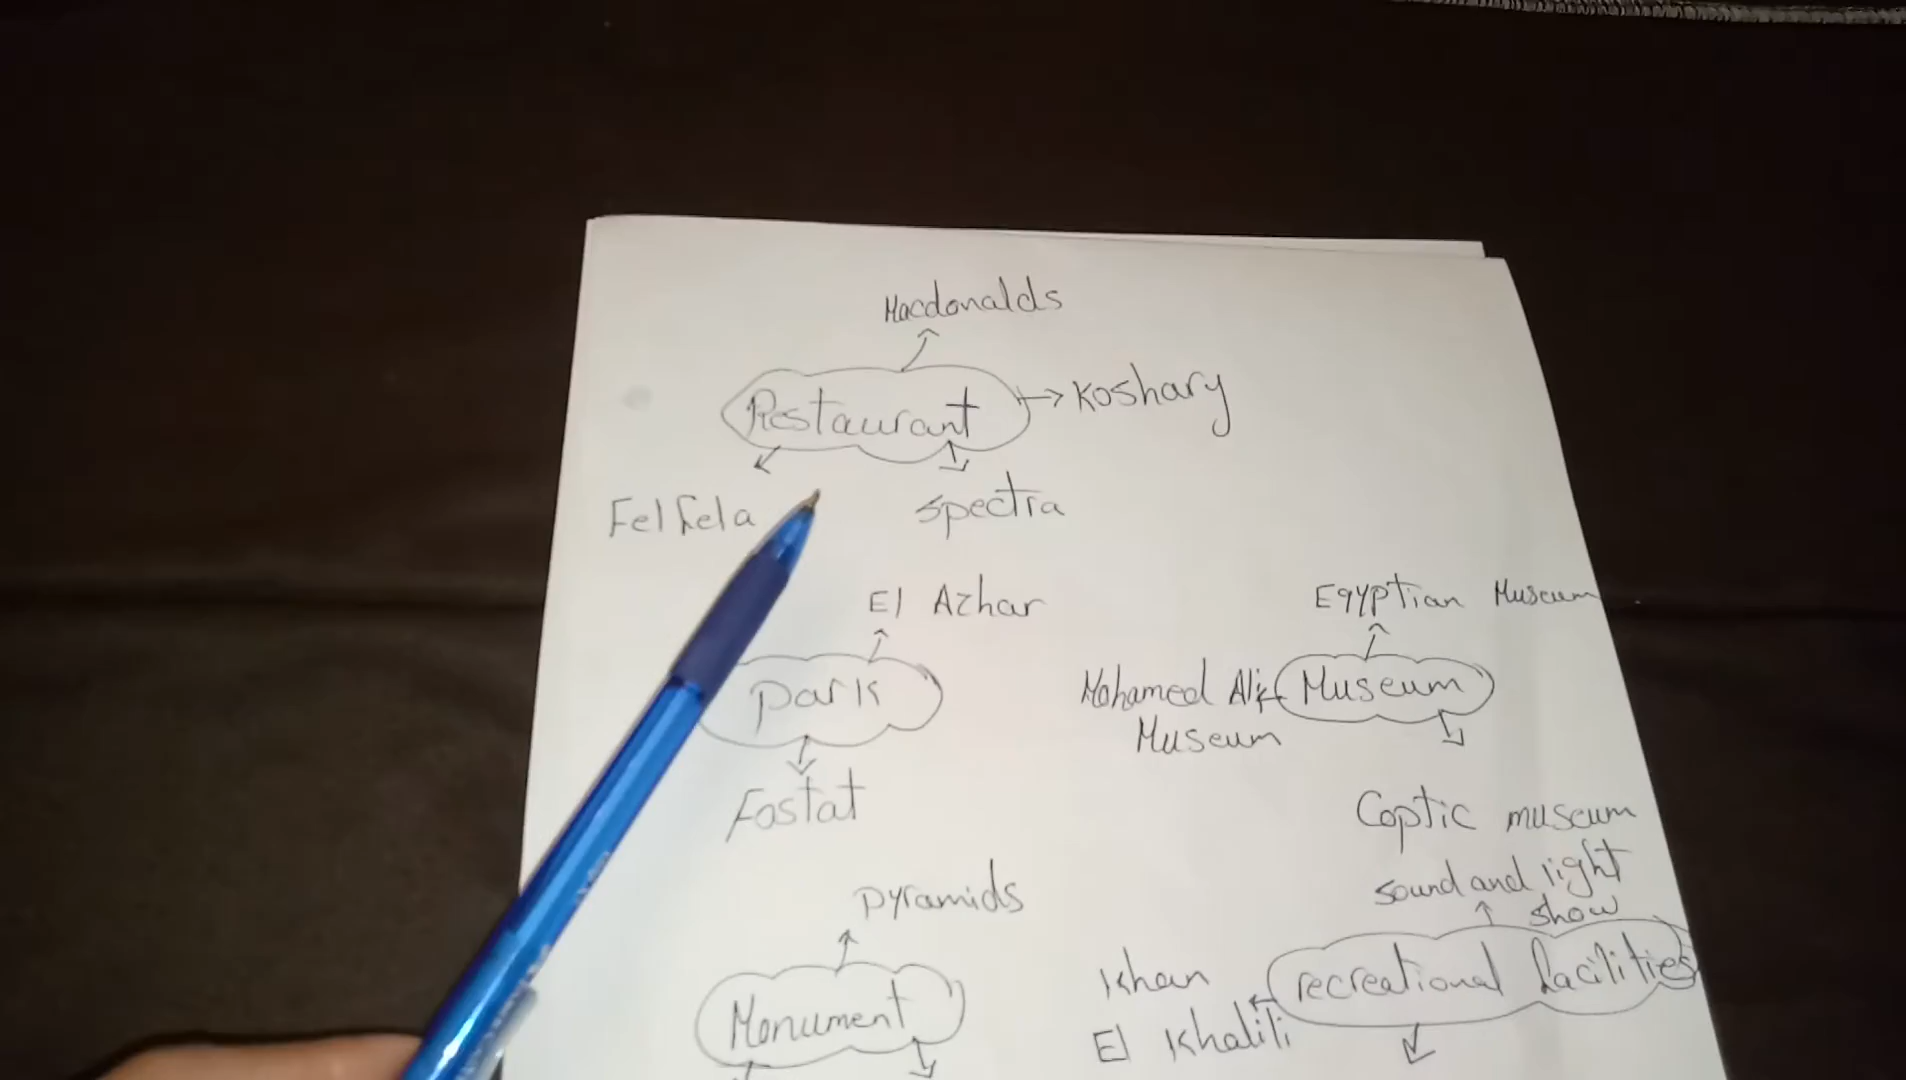 Macdonalds
Restaurant
Koshary
Felfela
spectra
El Azhar
park
Fostat
Egyptian Museum
Museum
Mohamed Ali
Museum
Coptic museum
pyramids
Monument
sound and light
show
recreational facilities
Khan
El Khalili